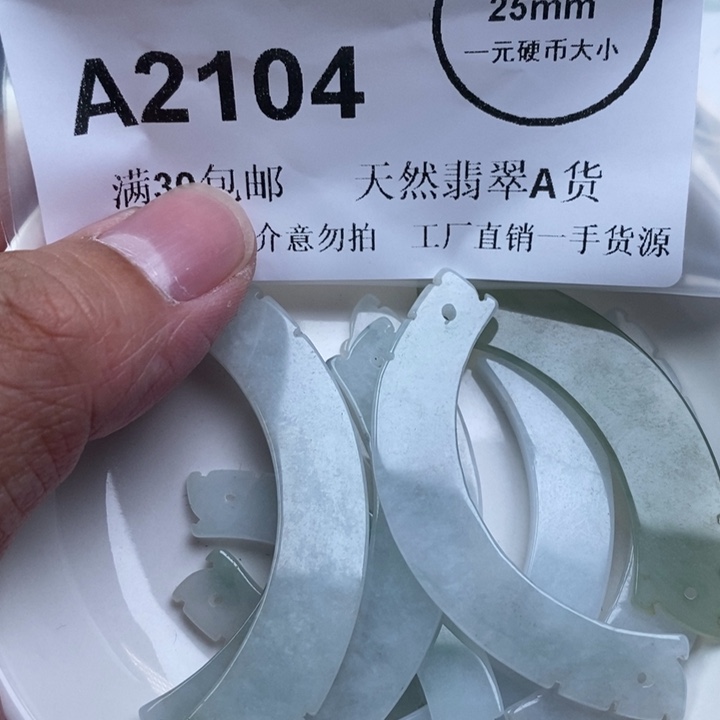 25mm
一元硬币大小
A2104
满30包邮 天然翡翠A货
介意勿拍 工厂直销一手货源